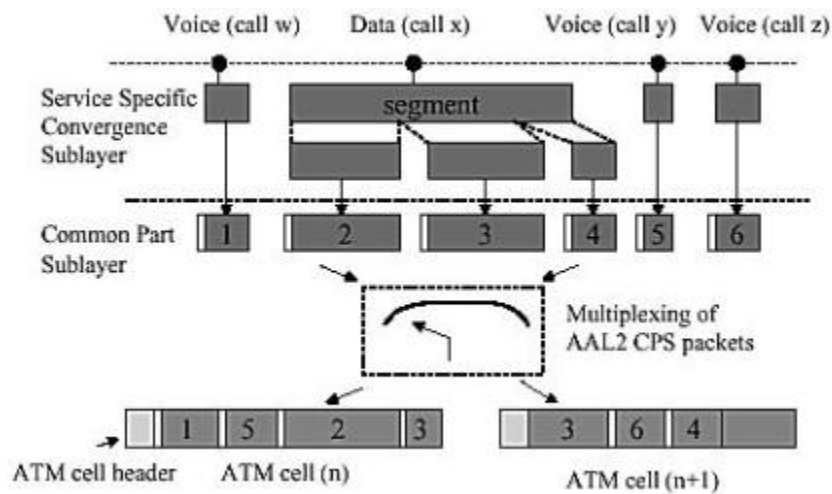 Voice (call w) Data (call x) Voice (call y) Voice (call z)
Service Specific
Convergence
Sublayer
segment
Common Part
Sublayer
1 2 3 4 5 6
Multiplexing of
AAL2 CPS packets
1 5 2 3 3 6 4
ATM cell header ATM cell (n) ATM cell (n+1)